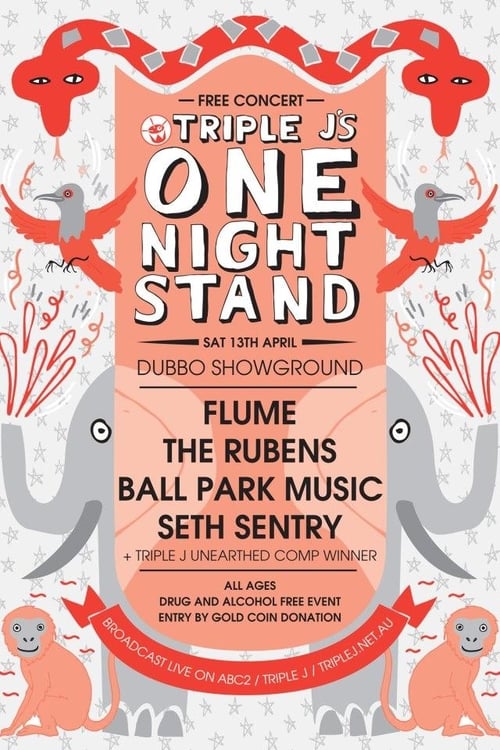 FREE CONCERT
TRIPLE J'S
ONE
NIGHT
STAND
SAT 13TH APRIL
DUBBO SHOWGROUND
FLUME
THE RUBENS
BALL PARK MUSIC
SETH SENTRY
+ TRIPLE J UNEARTHED COMP WINNER
ALL AGES
DRUG AND ALCOHOL FREE EVENT
ENTRY BY GOLD COIN DONATION
BROADCAST LIVE ON ABC2 / TRIPLE J / TRIPLEJ.NET.AU